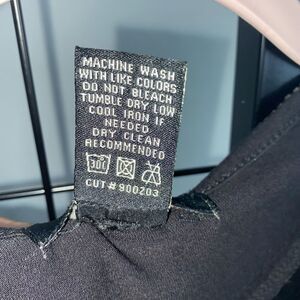 MACHINE WASH
WITH LIKE COLORS
DO NOT BLEACH
TUMBLE DRY LOW
COOL IRON IF
NEEDED
DRY CLEAN
RECOMMENDED
30
CUT # 900203